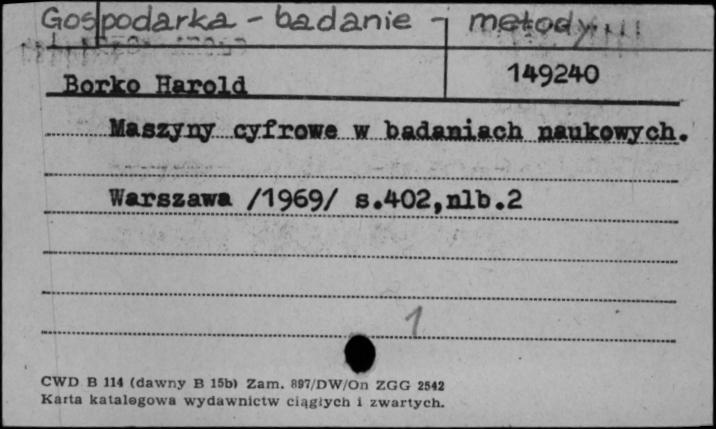 Gospodarka - badanie - metody
Borko Harold 149240
Maszyny cyfrowe w badaniach naukowych.
Warszawa /1969/ s.402,nlb.2
1
CWD B 114 (dawny B 15b) Zam. 897/DW/On ZGG 2542
Karta katalogowa wydawnictw ciągłych i zwartych.